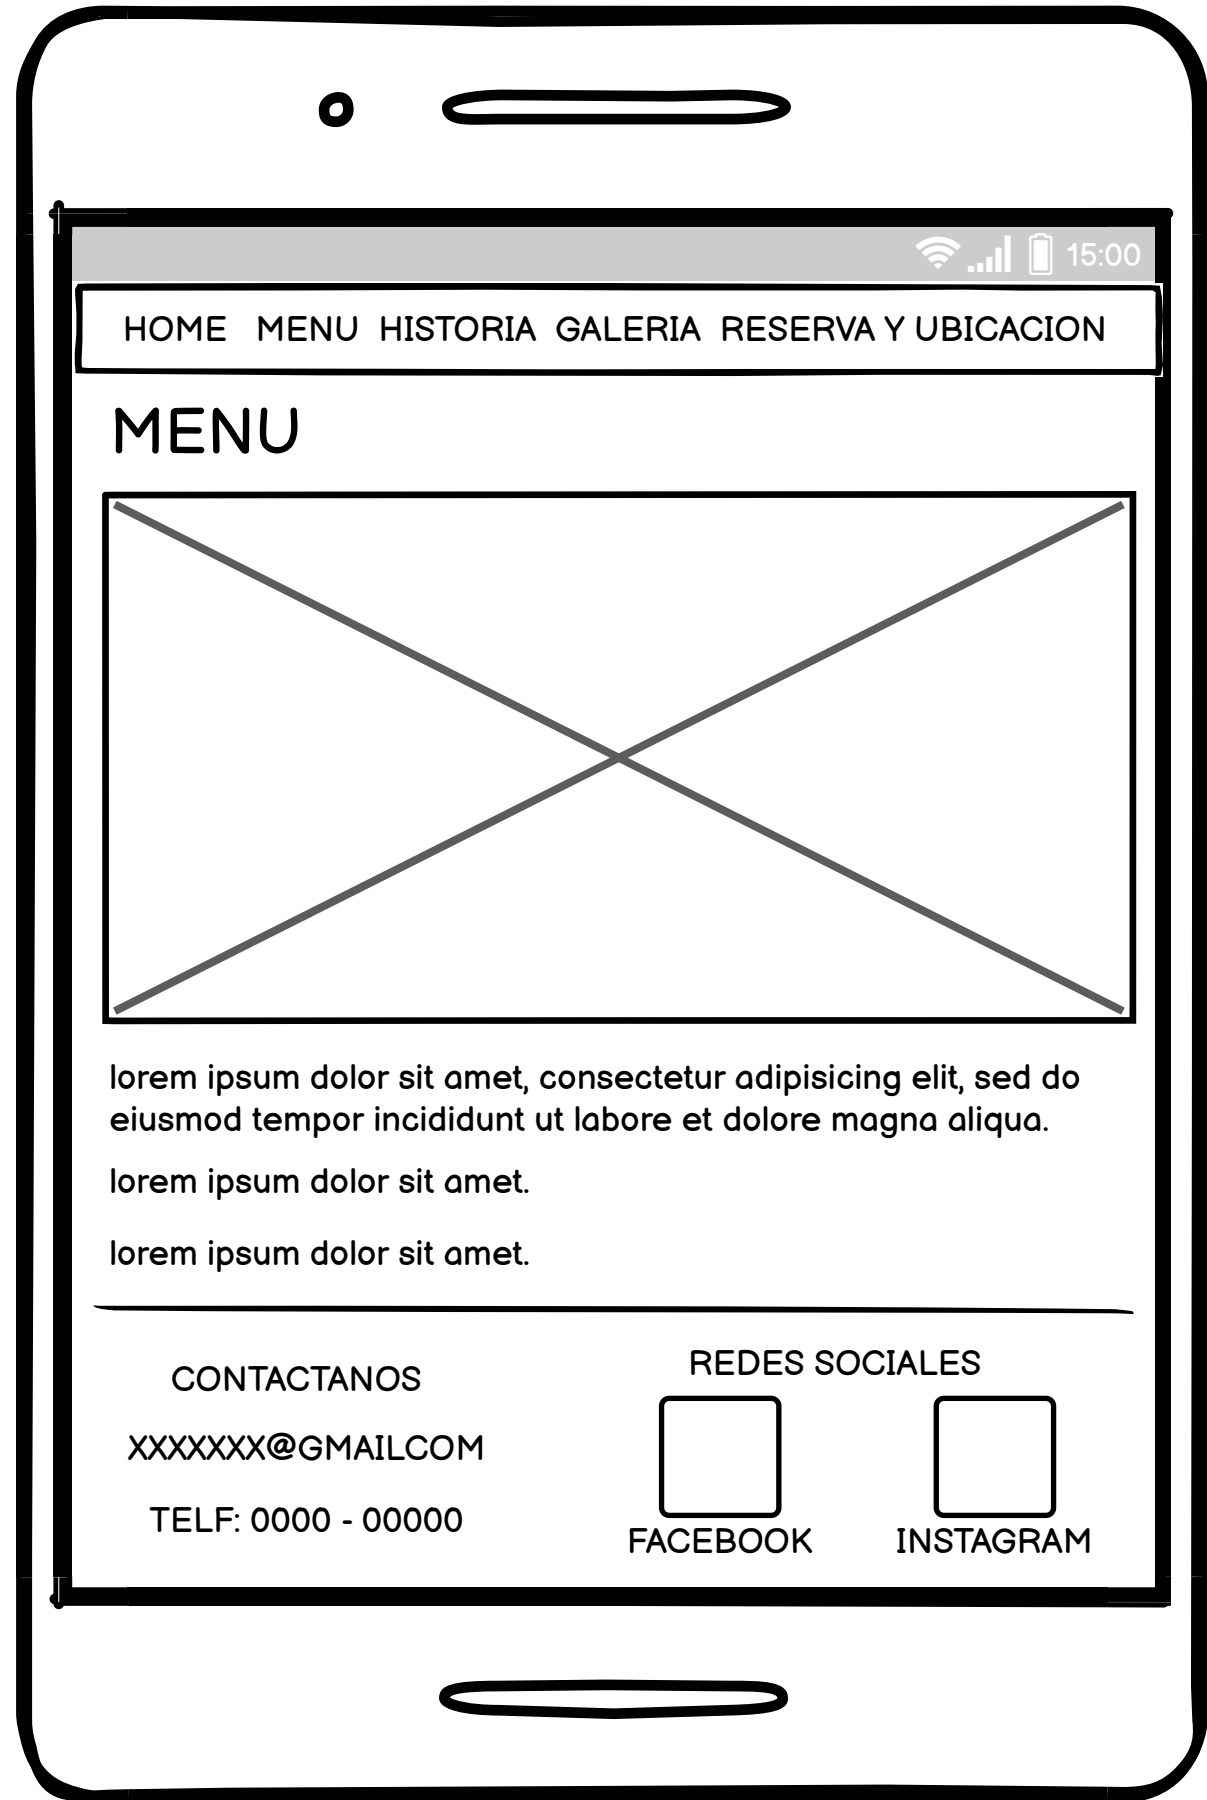 15:00
HOME MENU HISTORIA GALERIA RESERVA Y UBICACION
MENU
lorem ipsum dolor sit amet, consectetur adipisicing elit, sed do
eiusmod tempor incididunt ut labore et dolore magna aliqua.
lorem ipsum dolor sit amet.
lorem ipsum dolor sit amet.
CONTACTANOS
XXXXXXX@GMAILCOM
TELF: 0000 - 00000
REDES SOCIALES
FACEBOOK INSTAGRAM